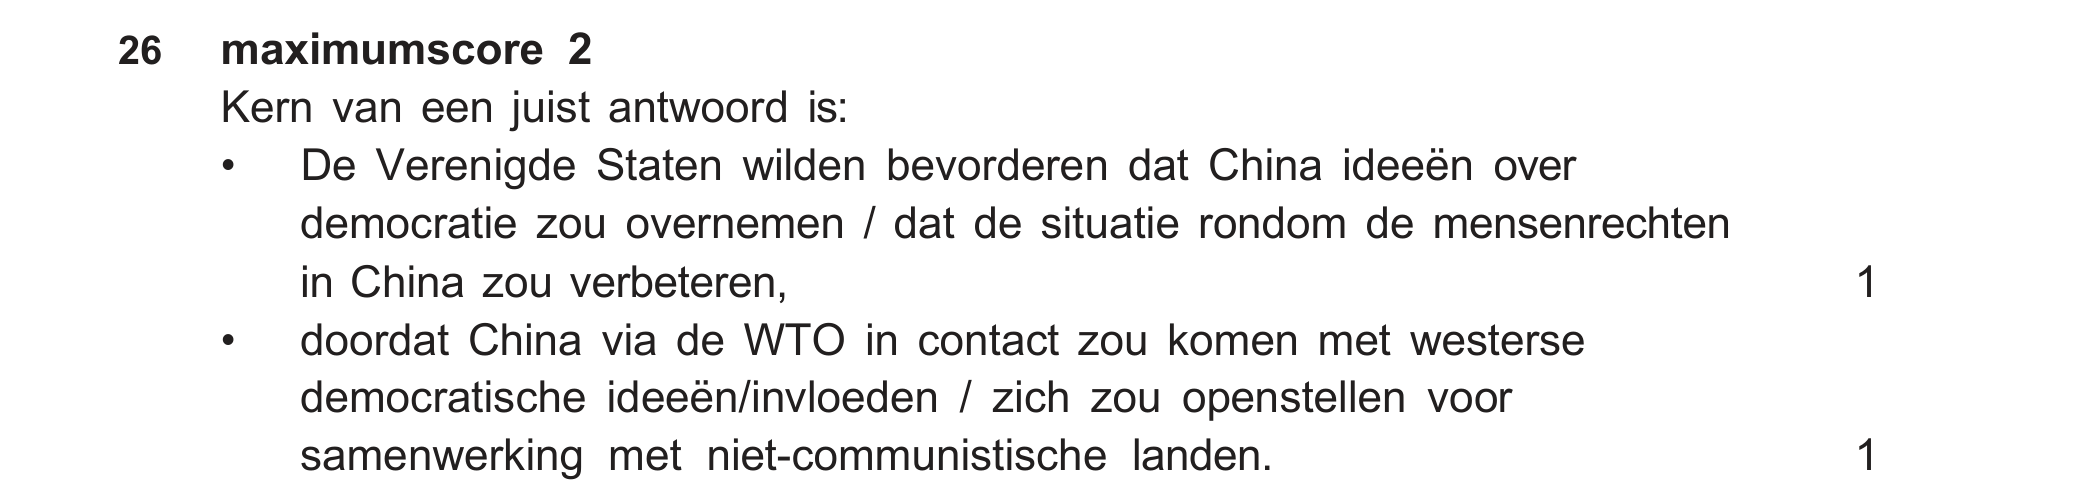 26 maximumscore 2
Kern van een juist antwoord is:
• De Verenigde Staten wilden bevorderen dat China ideeën over
democratie zou overnemen / dat de situatie rondom de mensenrechten
in China zou verbeteren, 1
• doordat China via de WTO in contact zou komen met westerse
democratische ideeën/invloeden / zich zou openstellen voor
samenwerking met niet-communistische landen. 1